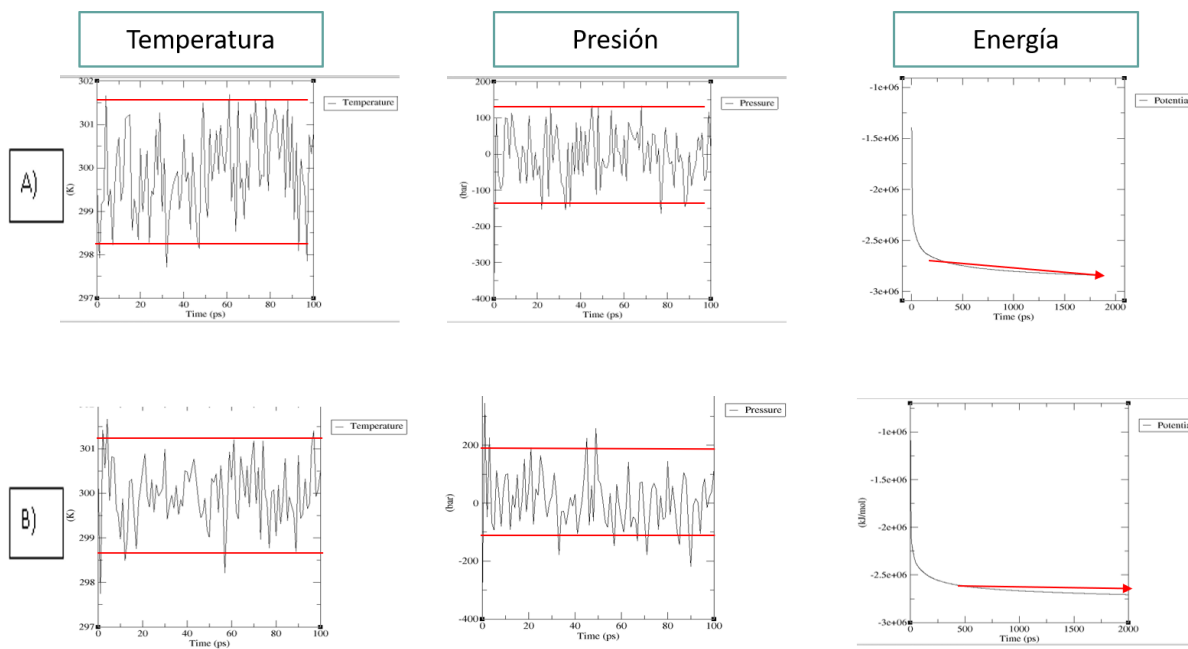 Temperatura
Presión
Energía
A)
302
301
300
299
298
297
(K)
0 20 40 60 80 100
Time (ps)
Temperature
200
100
0
-100
-200
-300
-400
(bar)
0 20 40 60 80 100
Time (ps)
Pressure
-1e+06
-1.5e+06
-2e+06
-2.5e+06
-3e+06
0 500 1000 1500 2000
Time (ps)
Potentia
B)
301
300
299
298
297
(K)
0 20 40 60 80 100
Time (ps)
Temperature
200
0
-200
-400
(bar)
0 20 40 60 80 100
Time (ps)
Pressure
-1e+06
-1.5e+06
-2e+06
-2.5e+06
-3e+06
(kJ/mol)
0 500 1000 1500 2000
Time (ps)
Potentia